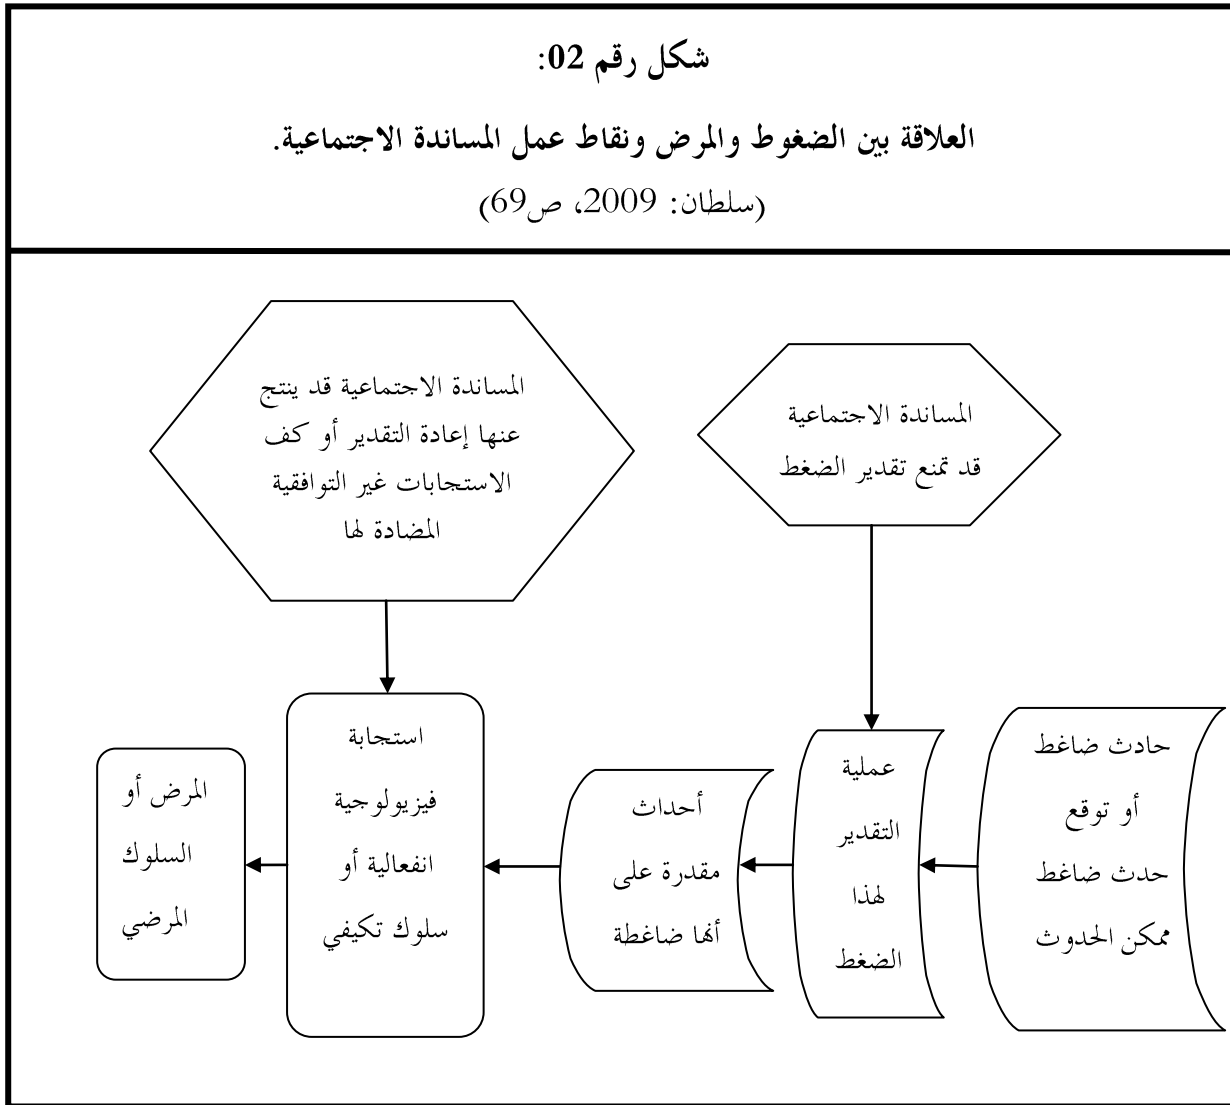 شكل رقم 02:
العلاقة بين الضغوط والمرض ونقاط عمل المساندة الاجتماعية.
(سلطان: 2009، ص69)
المساندة الاجتماعية
قد تمنع تقدير الضغط
المساندة الاجتماعية قد ينتج
عنها إعادة التقدير أو كف
الاستجابات غير التوافقية
المضادة لها
حادث ضاغط
أو توقع
حدث ضاغط
ممكن الحدوث
عملية
التقدير
لهذا
الضغط
أحداث
مقدرة على
أنها ضاغطة
استجابة
فيزيولوجية
انفعالية أو
سلوك تكيفي
المرض أو
السلوك
المرضي